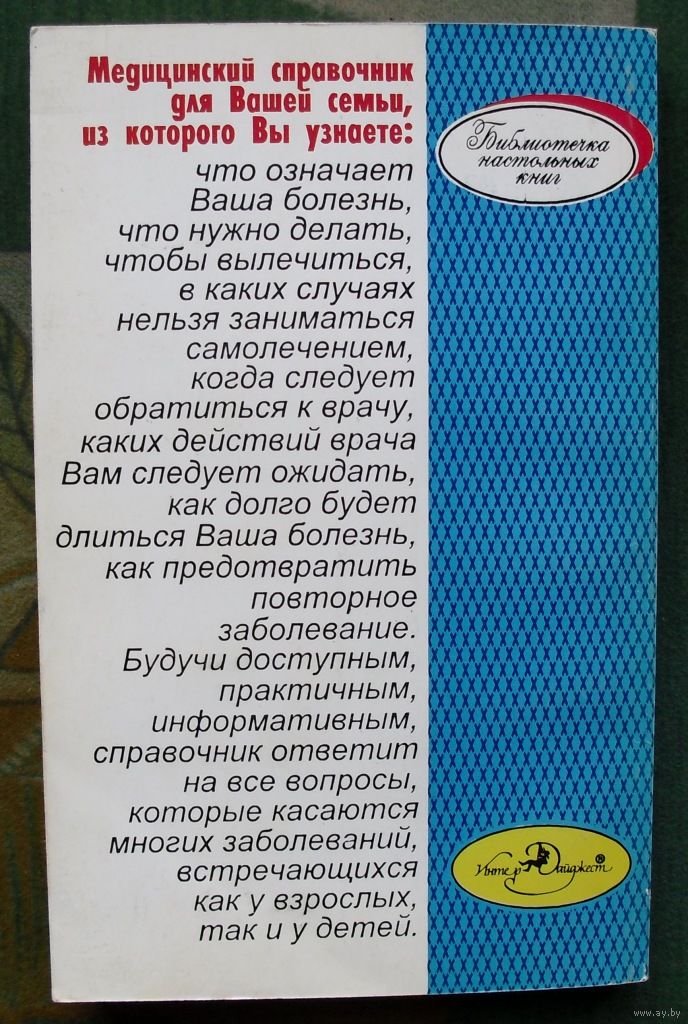 Медицинский справочник
для Вашей семьи,
из которого Вы узнаете:
что означает
Ваша болезнь,
что нужно делать,
чтобы вылечиться,
в каких случаях
нельзя заниматься
самолечением,
когда следует
обратиться к врачу,
каких действий врача
Вам следует ожидать,
как долго будет
длиться Ваша болезнь,
как предотвратить
повторное
заболевание.
Будучи доступным,
практичным,
информативным,
справочник ответит
на все вопросы,
которые касаются
многих заболеваний,
встречающихся
как у взрослых,
так и у детей.
Библиотечка
настольных
книг
Интер Дайджест ®
www.ay.by